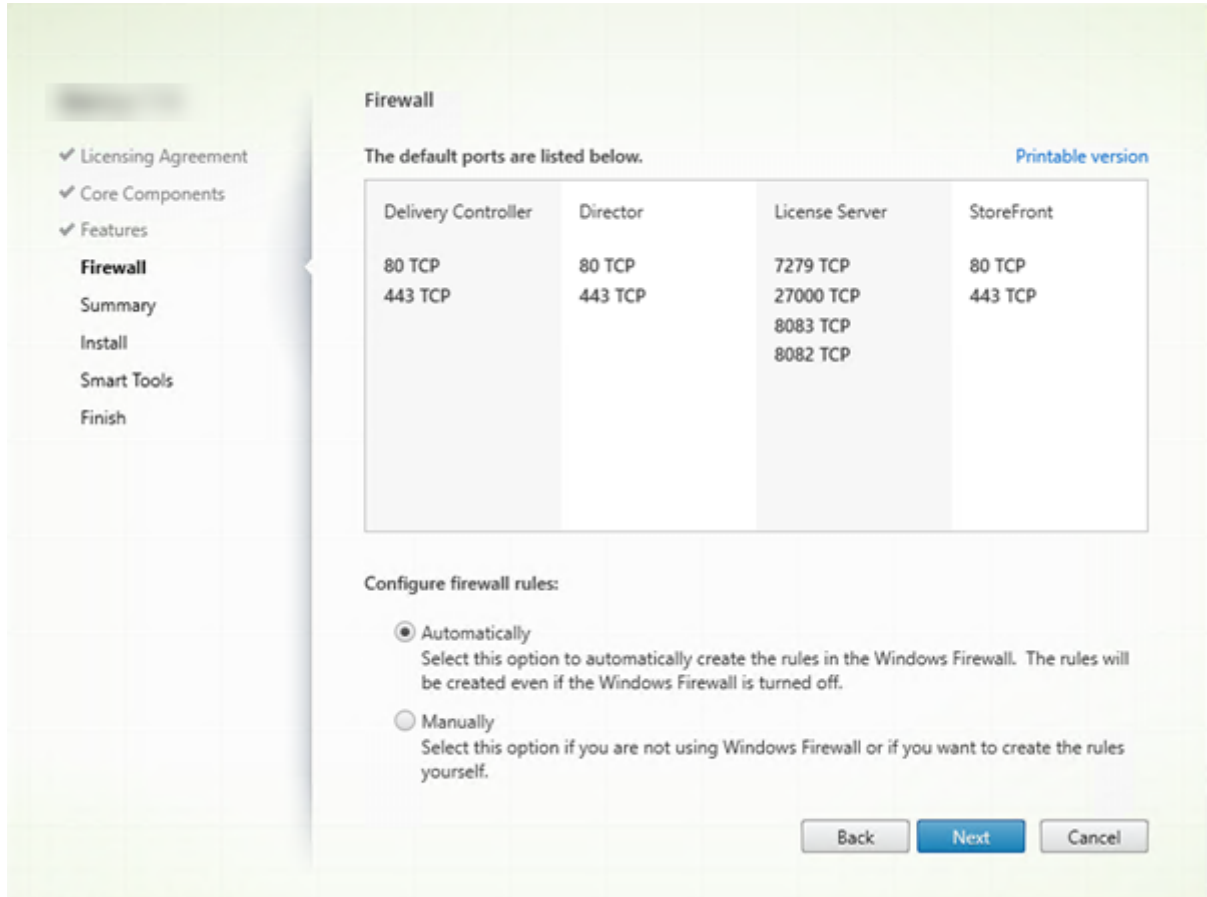 Licensing Agreement
Core Components
Features
Firewall
Summary
Install
Smart Tools
Finish
Firewall
The default ports are listed below.
Printable version
Delivery Controller
80 TCP
443 TCP
Director
80 TCP
443 TCP
License Server
7279 TCP
27000 TCP
8083 TCP
8082 TCP
StoreFront
80 TCP
443 TCP
Configure firewall rules:
Automatically
Select this option to automatically create the rules in the Windows Firewall. The rules will
be created even if the Windows Firewall is turned off.
Manually
Select this option if you are not using Windows Firewall or if you want to create the rules
yourself.
Back
Next
Cancel